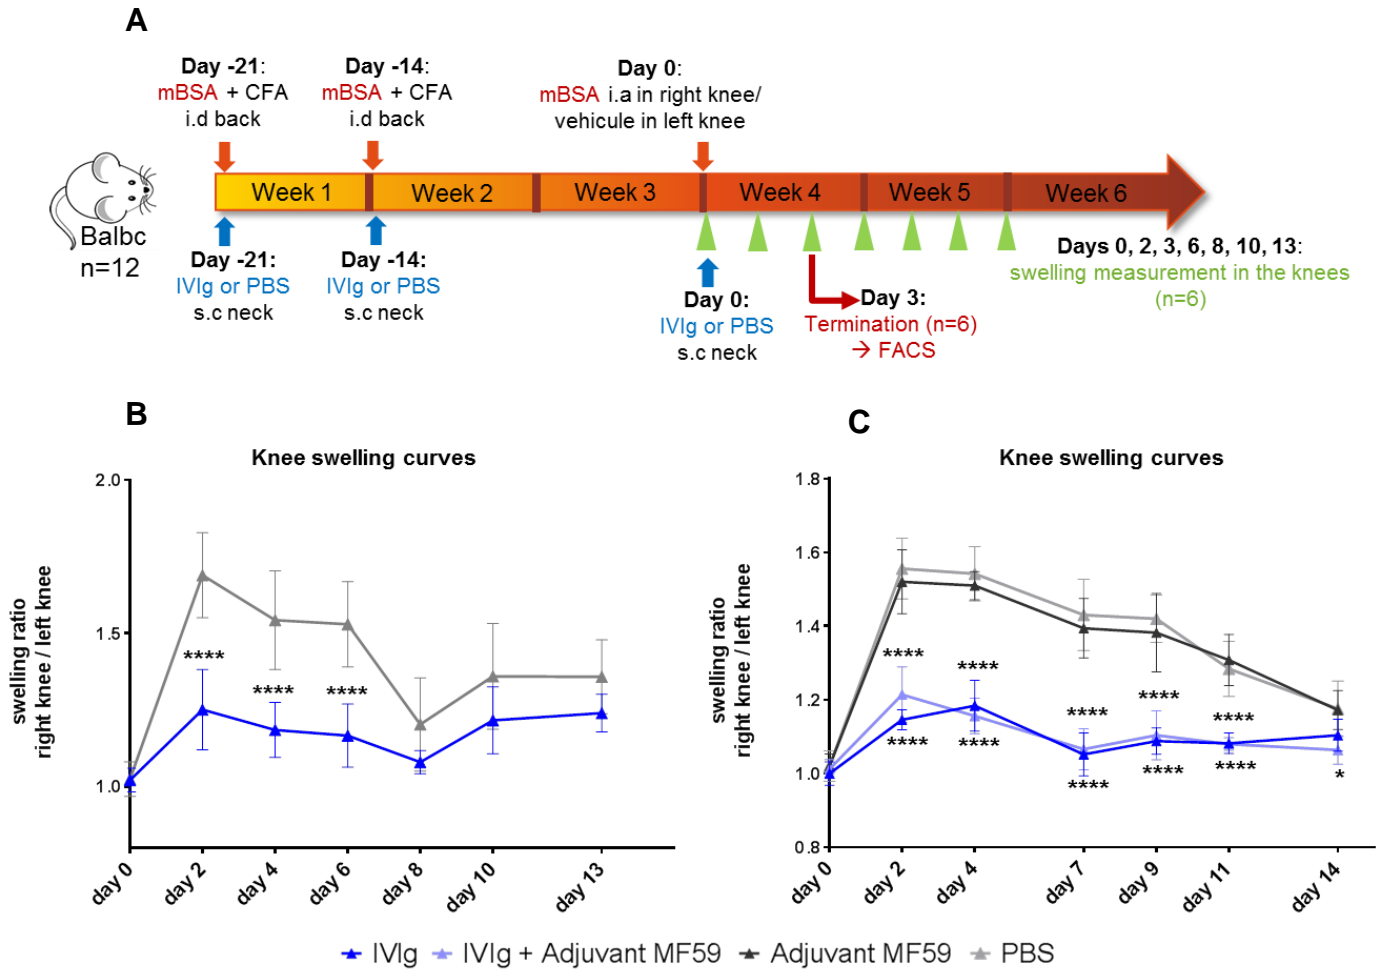 A
Day -21:
mBSA + CFA
i.d back
Day -14:
mBSA + CFA
i.d back
Day 0:
mBSA i.a in right knee/
vehicule in left knee
Week 1
Week 2
Week 3
Week 4
Week 5
Week 6
Balbc
n=12
Day -21:
IVIg or PBS
s.c neck
Day -14:
IVIg or PBS
s.c neck
Day 0:
IVIg or PBS
s.c neck
Day 3:
Termination (n=6)
→ FACS
Days 0, 2, 3, 6, 8, 10, 13:
swelling measurement in the knees
(n=6)
B
Knee swelling curves
swelling ratio
right knee / left knee
2.0
1.5
1.0
****
****
****
day 0
day 2
day 4
day 6
day 8
day 10
day 13
C
Knee swelling curves
swelling ratio
right knee / left knee
1.8
1.6
1.4
1.2
1.0
0.8
****
****
****
****
****
****
****
****
****
****
*
day 0
day 2
day 4
day 7
day 9
day 11
day 14
IVIg
IVIg + Adjuvant MF59
Adjuvant MF59
PBS